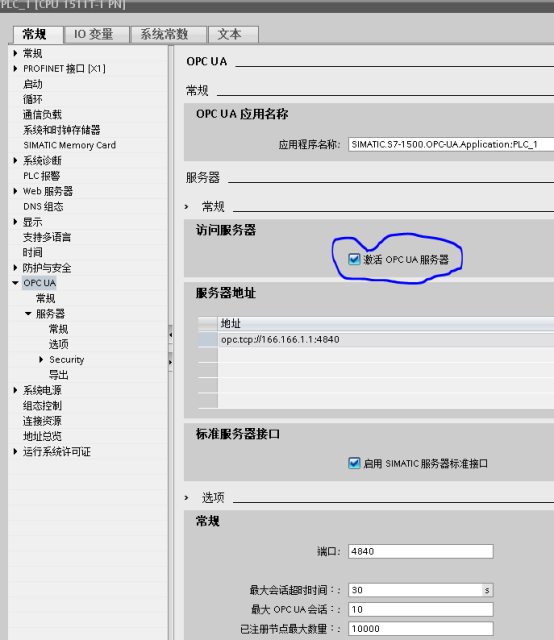 PLC_1 [CPU 1511T-1 PN]
常规 IO 变量 系统常数 文本
常规
PROFINET 接口 [X1]
启动
循环
通信负载
系统和时钟存储器
SIMATIC Memory Card
系统诊断
PLC 报警
Web 服务器
DNS 组态
显示
支持多语言
时间
防护与安全
OPC UA
常规
服务器
常规
选项
Security
导出
系统电源
组态控制
连接资源
地址总览
运行系统许可证
OPC UA
常规
OPC UA 应用名称
应用程序名称: SIMATIC.S7-1500.OPC-UA.Application:PLC_1
服务器
常规
访问服务器
激活 OPC UA 服务器
服务器地址
地址
opc.tcp://166.166.1.1:4840
标准服务器接口
启用 SIMATIC 服务器标准接口
选项
常规
端口: 4840
最大会话超时时间:: 30 s
最大 OPC UA 会话:: 10
已注册节点最大数量:: 10000